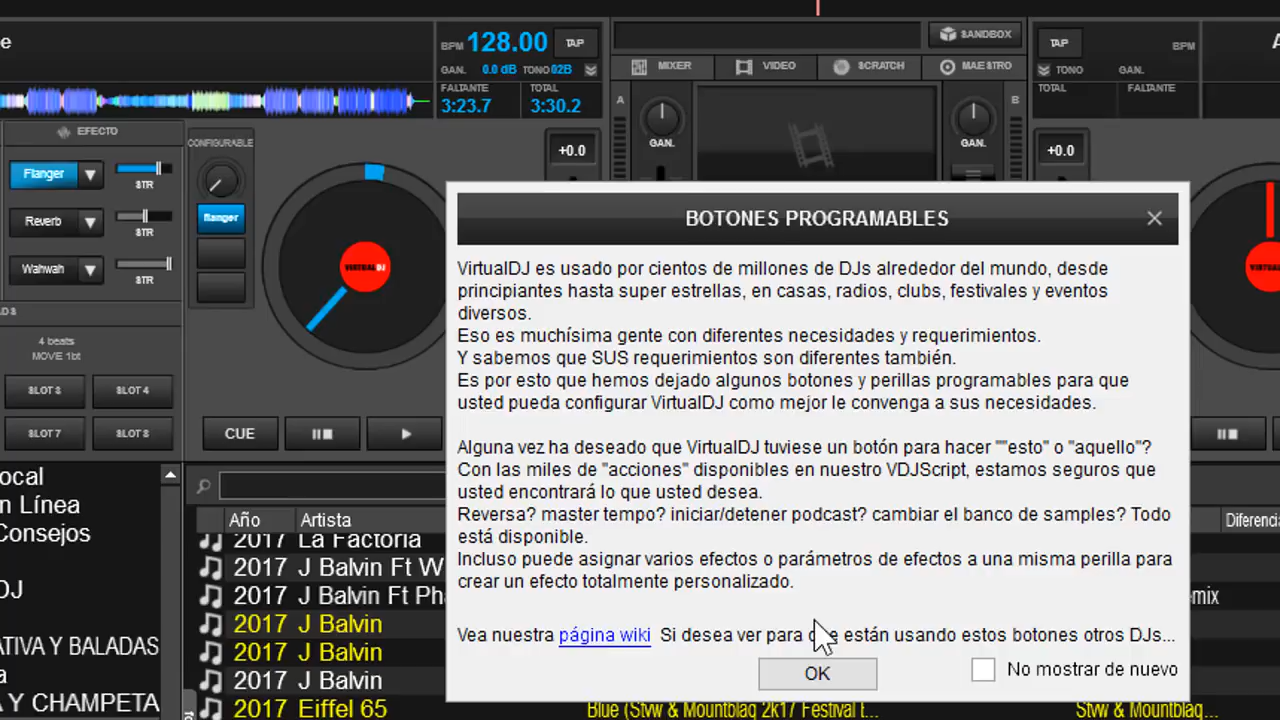 e
BPM 128.00 TAP
GAN. 0.0 dB TONO 02B
FALTANTE TOTAL
3:23.7 3:30.2
SANDBOX
MIXER VIDEO SCRATCH MAESTRO
TAP BPM
TONO GAN.
TOTAL FALTANTE
A
GAN.
B
GAN.
EFECTO
Flanger
STR
Reverb
STR
Wahwah
STR
CONFIGURABLE
flanger
+0.0
+0.0
VIRTUALDJ
4 beats
MOVE 1bt
SLOT 3 SLOT 4
SLOT 7 SLOT 8
CUE
BOTONES PROGRAMABLES
VirtualDJ es usado por cientos de millones de DJs alrededor del mundo, desde
principiantes hasta super estrellas, en casas, radios, clubs, festivales y eventos
diversos.
Eso es muchísima gente con diferentes necesidades y requerimientos.
Y sabemos que SUS requerimientos son diferentes también.
Es por esto que hemos dejado algunos botones y perillas programables para que
usted pueda configurar VirtualDJ como mejor le convenga a sus necesidades.
Alguna vez ha deseado que VirtualDJ tuviese un botón para hacer ""esto" o "aquello"?
Con las miles de "acciones" disponibles en nuestro VDJScript, estamos seguros que
usted encontrará lo que usted desea.
Reversa? master tempo? iniciar/detener podcast? cambiar el banco de samples? Todo
está disponible.
Incluso puede asignar varios efectos o parámetros de efectos a una misma perilla para
crear un efecto totalmente personalizado.
Vea nuestra página wiki Si desea ver para que están usando estos botones otros DJs...
OK No mostrar de nuevo
ocal
n Línea
Consejos
DJ
ATIVA Y BALADAS
a
A Y CHAMPETA
Año Artista
2017 La Factoria
2017 J Balvin Ft W
2017 J Balvin Ft Pha emix
2017 J Balvin
2017 J Balvin
2017 J Balvin
2017 Eiffel 65 Blue (Stvw & Mountblaq 2k17 Festival t... Stvw & Mountblaq...
Diferencia